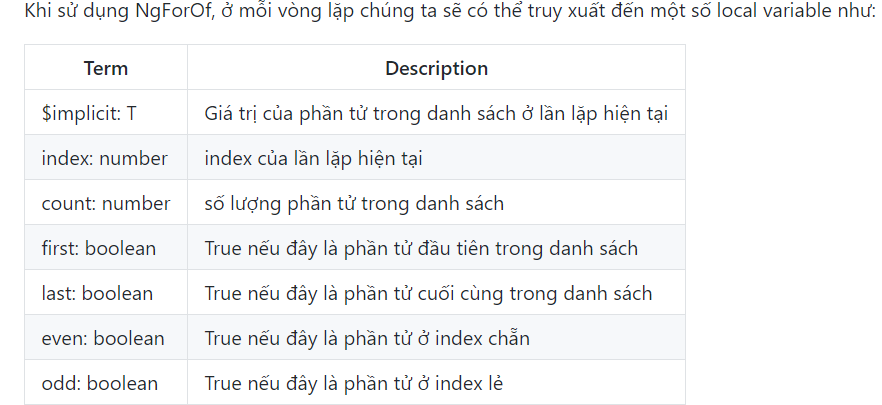 Khi sử dụng NgForOf, ở mỗi vòng lặp chúng ta sẽ có thể truy xuất đến một số local variable như:
Term Description
$implicit: T Giá trị của phần tử trong danh sách ở lần lặp hiện tại
index: number index của lần lặp hiện tại
count: number số lượng phần tử trong danh sách
first: boolean True nếu đây là phần tử đầu tiên trong danh sách
last: boolean True nếu đây là phần tử cuối cùng trong danh sách
even: boolean True nếu đây là phần tử ở index chẵn
odd: boolean True nếu đây là phần tử ở index lẻ